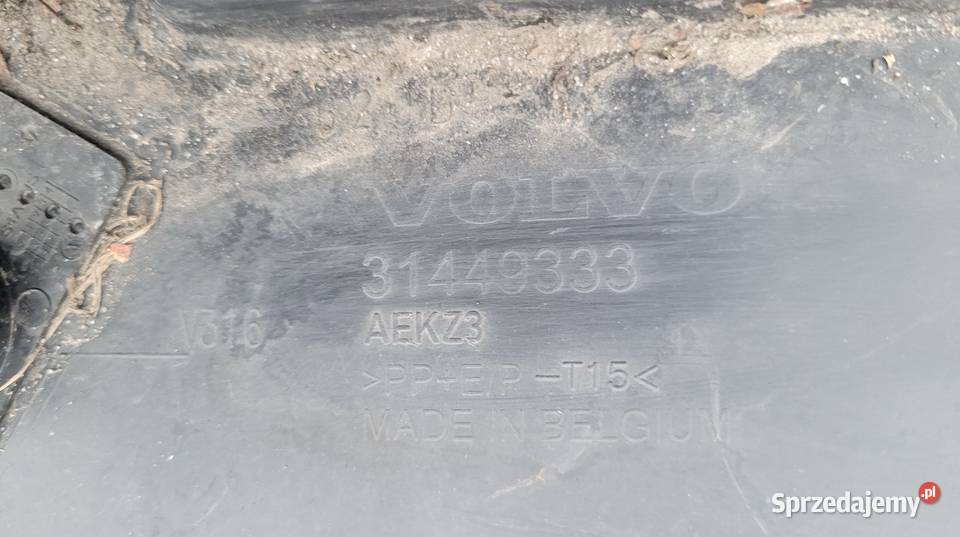 VOLVO
31449333
V316
AEKZ3
>PP+E/P-T15<
MADE IN BELGIUM
Sprzedajemy.pl